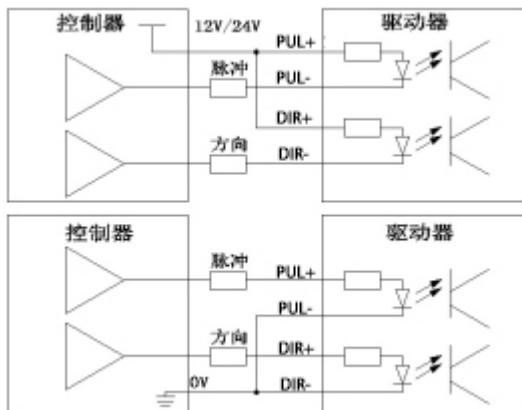 控制器
12V/24V
驱动器
PUL+
脉冲
PUL-
DIR+
方向
DIR-
控制器
驱动器
脉冲
PUL+
PUL-
方向
DIR+
0V
DIR-